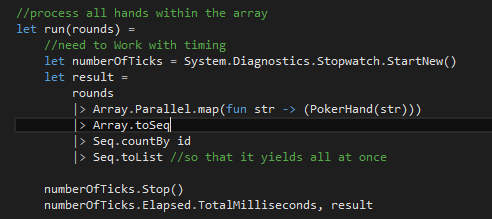 //process all hands within the array
let run(rounds) =
//need to Work with timing
let numberOfTicks = System.Diagnostics.Stopwatch.StartNew()
let result =
rounds
|> Array.Parallel.map(fun str -> (PokerHand(str)))
|> Array.toSeq
|> Seq.countBy id
|> Seq.toList //so that it yields all at once
numberOfTicks.Stop()
numberOfTicks.Elapsed.TotalMilliseconds, result